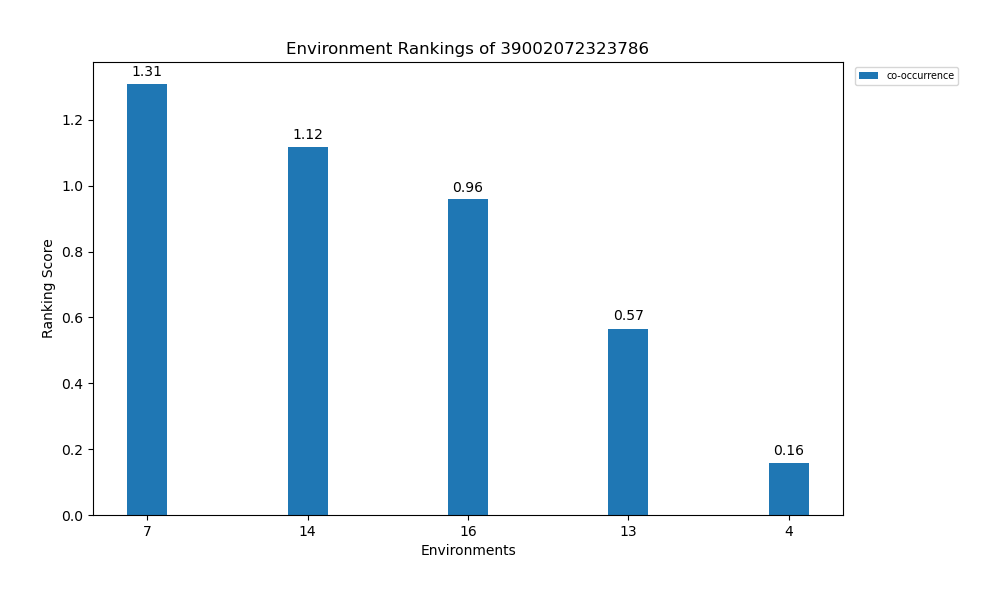 Environment Rankings of 39002072323786
co-occurrence
1.31
1.12
0.96
0.57
0.16
Ranking Score
1.2
1.0
0.8
0.6
0.4
0.2
0.0
7 14 16 13 4
Environments